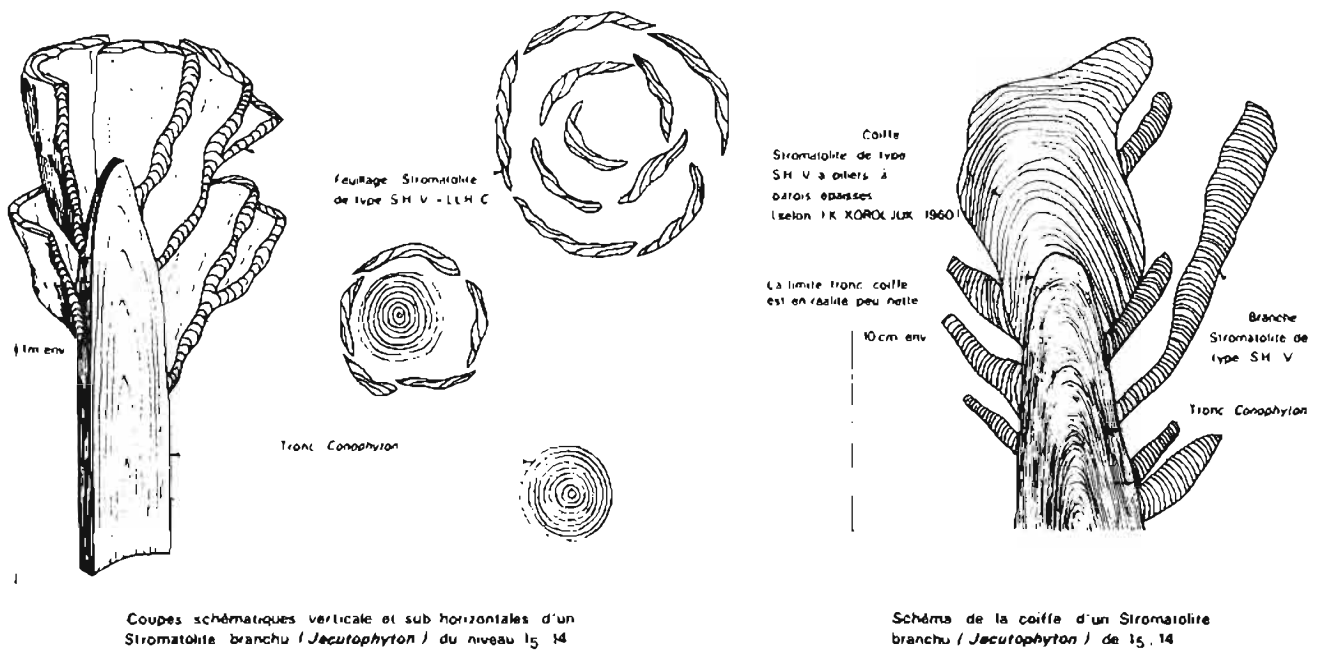 Feuillage Stromatolite
de type S H V - LLH C
1m env
Tronc Conophyton
Coupes schématiques verticale et sub horizontales d'un
Stromatolite branchu (Jacutophyton) du niveau I5 14
Coiffe
Stromatolite de type
SH V à piliers à
parois épaisses
(selon I K KOROLJUK 1960)
La limite tronc coiffe
est en réalité peu nette
10 cm env
Branche
Stromatolite de
type SH V
Tronc Conophyton
Schéma de la coiffe d'un Stromatolite
branchu (Jacutophyton) de I5 . 14